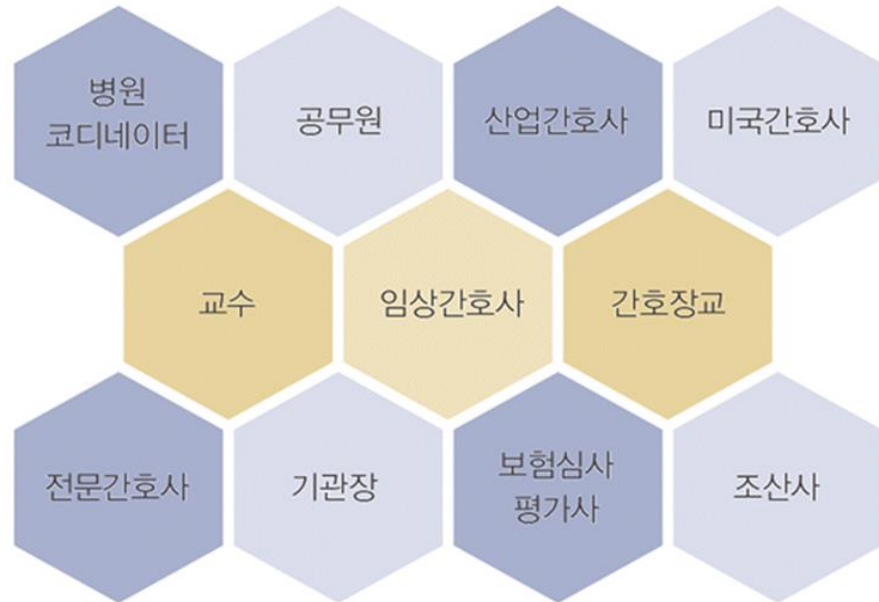 병원
코디네이터
공무원
산업간호사
미국간호사
교수
임상간호사
간호장교
전문간호사
기관장
보험심사
평가사
조산사